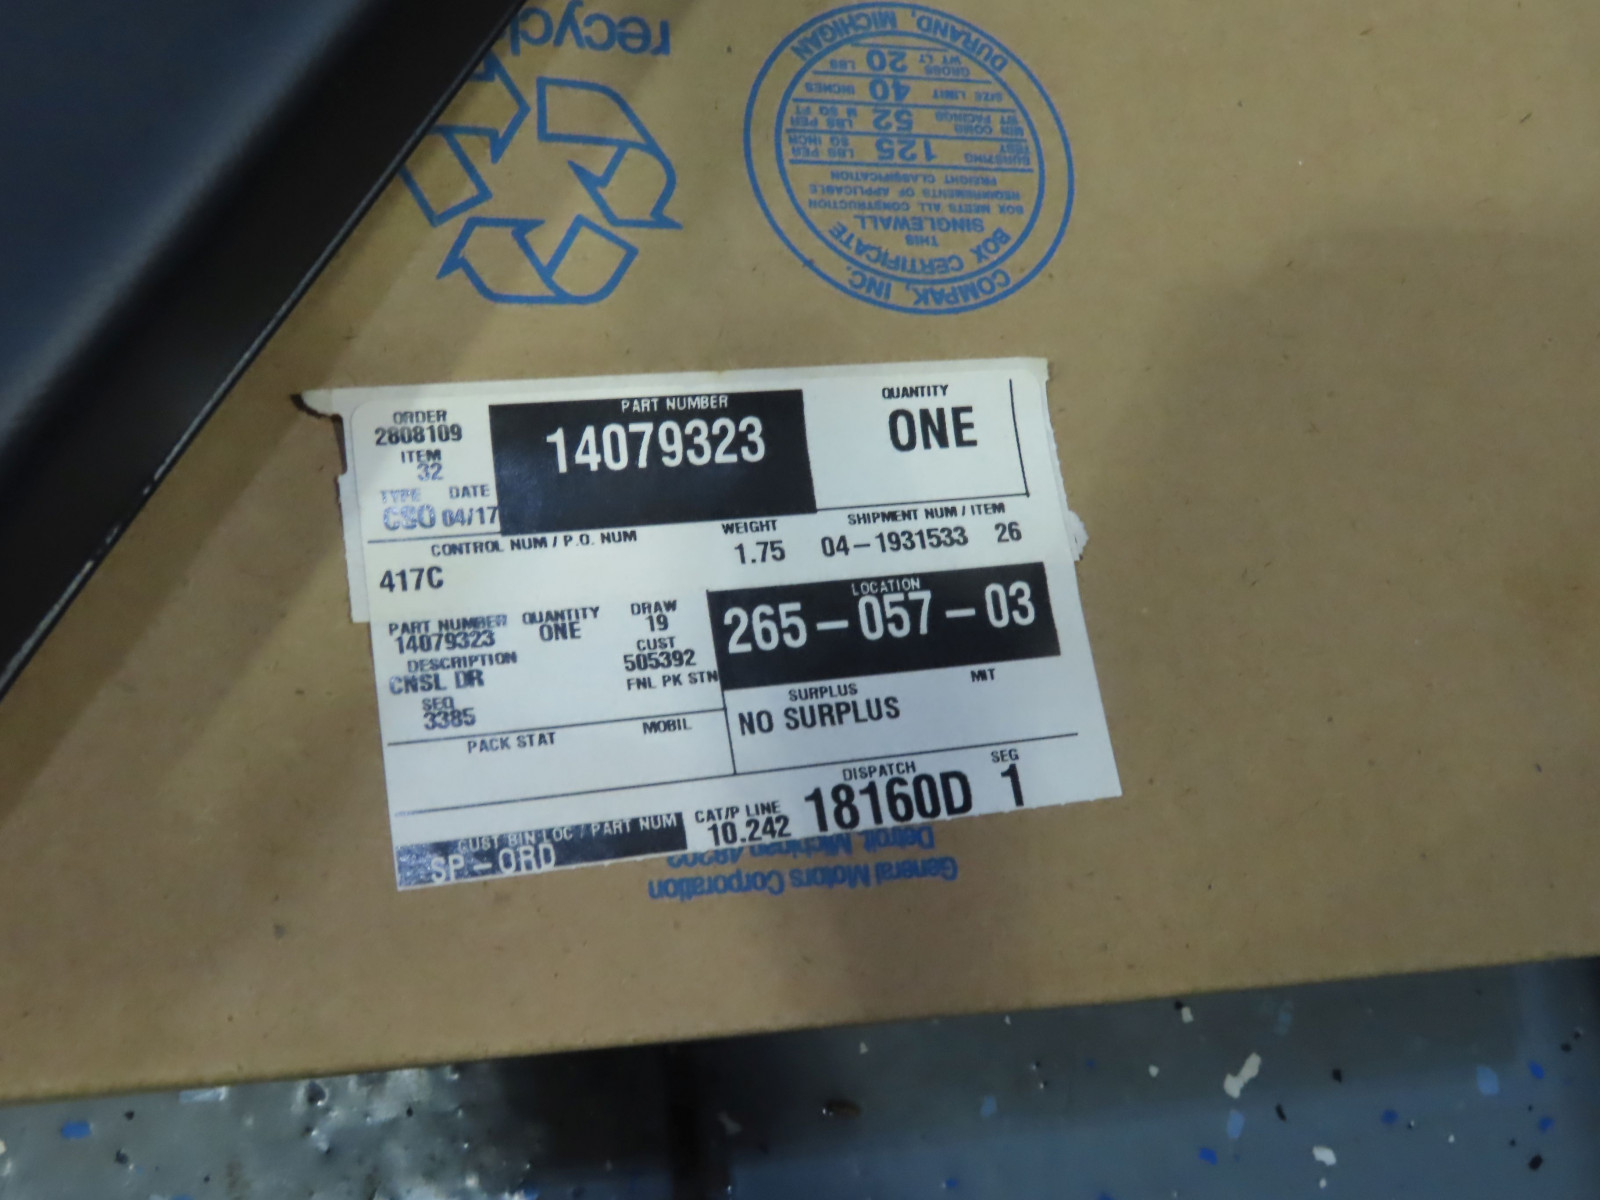 recycl
DURAND, MICHIGAN
GROSS WT LT 20 LBS
SIZE LIMIT 40 INCHES
MIN COMB WT FACINGS 52 LBS PER M SQ FT
BURSTING TEST 125 LBS PER SQ INCH
FREIGHT CLASSIFICATION
REQUIREMENTS OF APPLICABLE
BOX MEETS ALL CONSTRUCTION
SINGLEWALL
THIS
BOX CERTIFICATE
COMPAK, INC.
ORDER
2808109
ITEM
32
TYPE DATE
CSO 04/17
PART NUMBER
14079323
QUANTITY
ONE
CONTROL NUM / P.O. NUM
417C
WEIGHT
1.75
SHIPMENT NUM / ITEM
04-1931533 26
PART NUMBER
14079323
QUANTITY
ONE
DRAW
19
DESCRIPTION
CNSL DR
CUST
505392
SEQ
3385
FNL PK STN
LOCATION
265-057-03
SURPLUS
NO SURPLUS
MIT
PACK STAT
MOBIL
CUST BIN LOC / PART NUM
SP-ORD
CAT/P LINE
10.242
DISPATCH
18160D
SEG
1
General Motors Corporation
Detroit, Michigan 48202